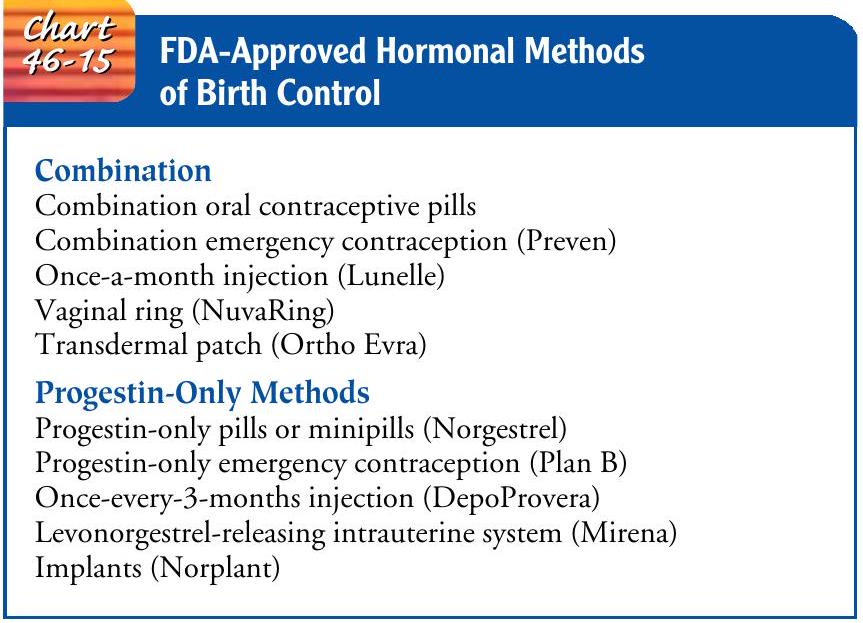 Chart
46-15
FDA-Approved Hormonal Methods
of Birth Control
Combination
Combination oral contraceptive pills
Combination emergency contraception (Preven)
Once-a-month injection (Lunelle)
Vaginal ring (NuvaRing)
Transdermal patch (Ortho Evra)
Progestin-Only Methods
Progestin-only pills or minipills (Norgestrel)
Progestin-only emergency contraception (Plan B)
Once-every-3-months injection (DepoProvera)
Levonorgestrel-releasing intrauterine system (Mirena)
Implants (Norplant)